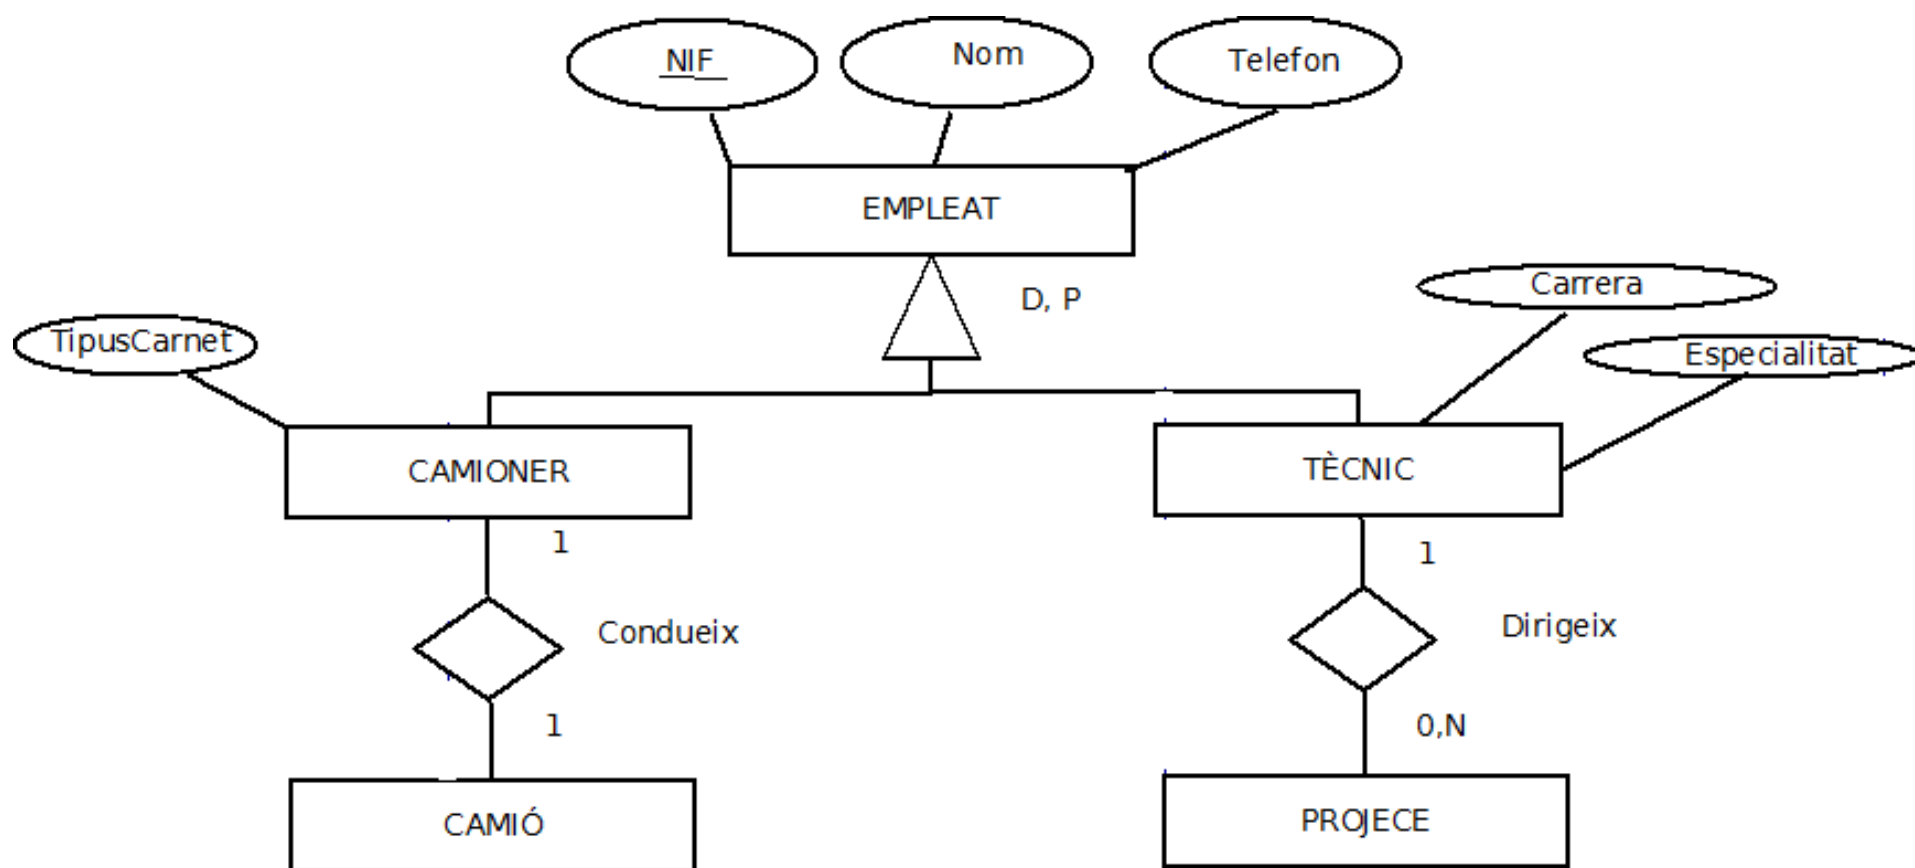 NIF
Nom
Telefon
EMPLEAT
D, P
Carrera
TipusCarnet
Especialitat
CAMIONER
TÈCNIC
1
1
Condueix
Dirigeix
1
0,N
CAMIÓ
PROJECE